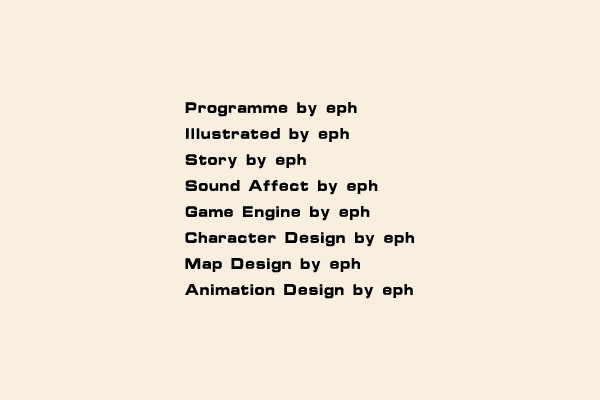 Programme by eph
Illustrated by eph
Story by eph
Sound Affect by eph
Game Engine by eph
Character Design by eph
Map Design by eph
Animation Design by eph